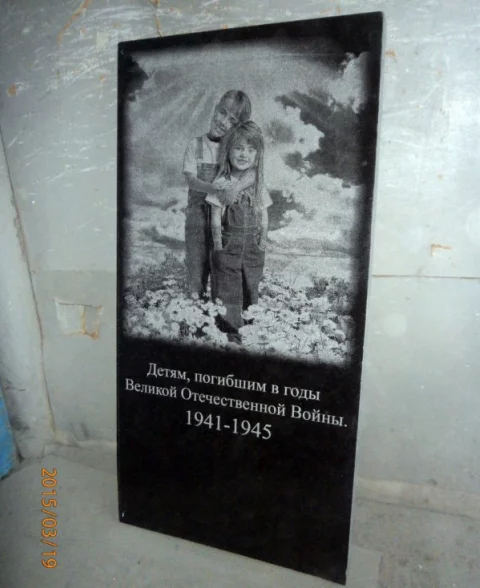 Детям, погибшим в годы
Великой Отечественной Войны.
1941-1945
2015/03/19